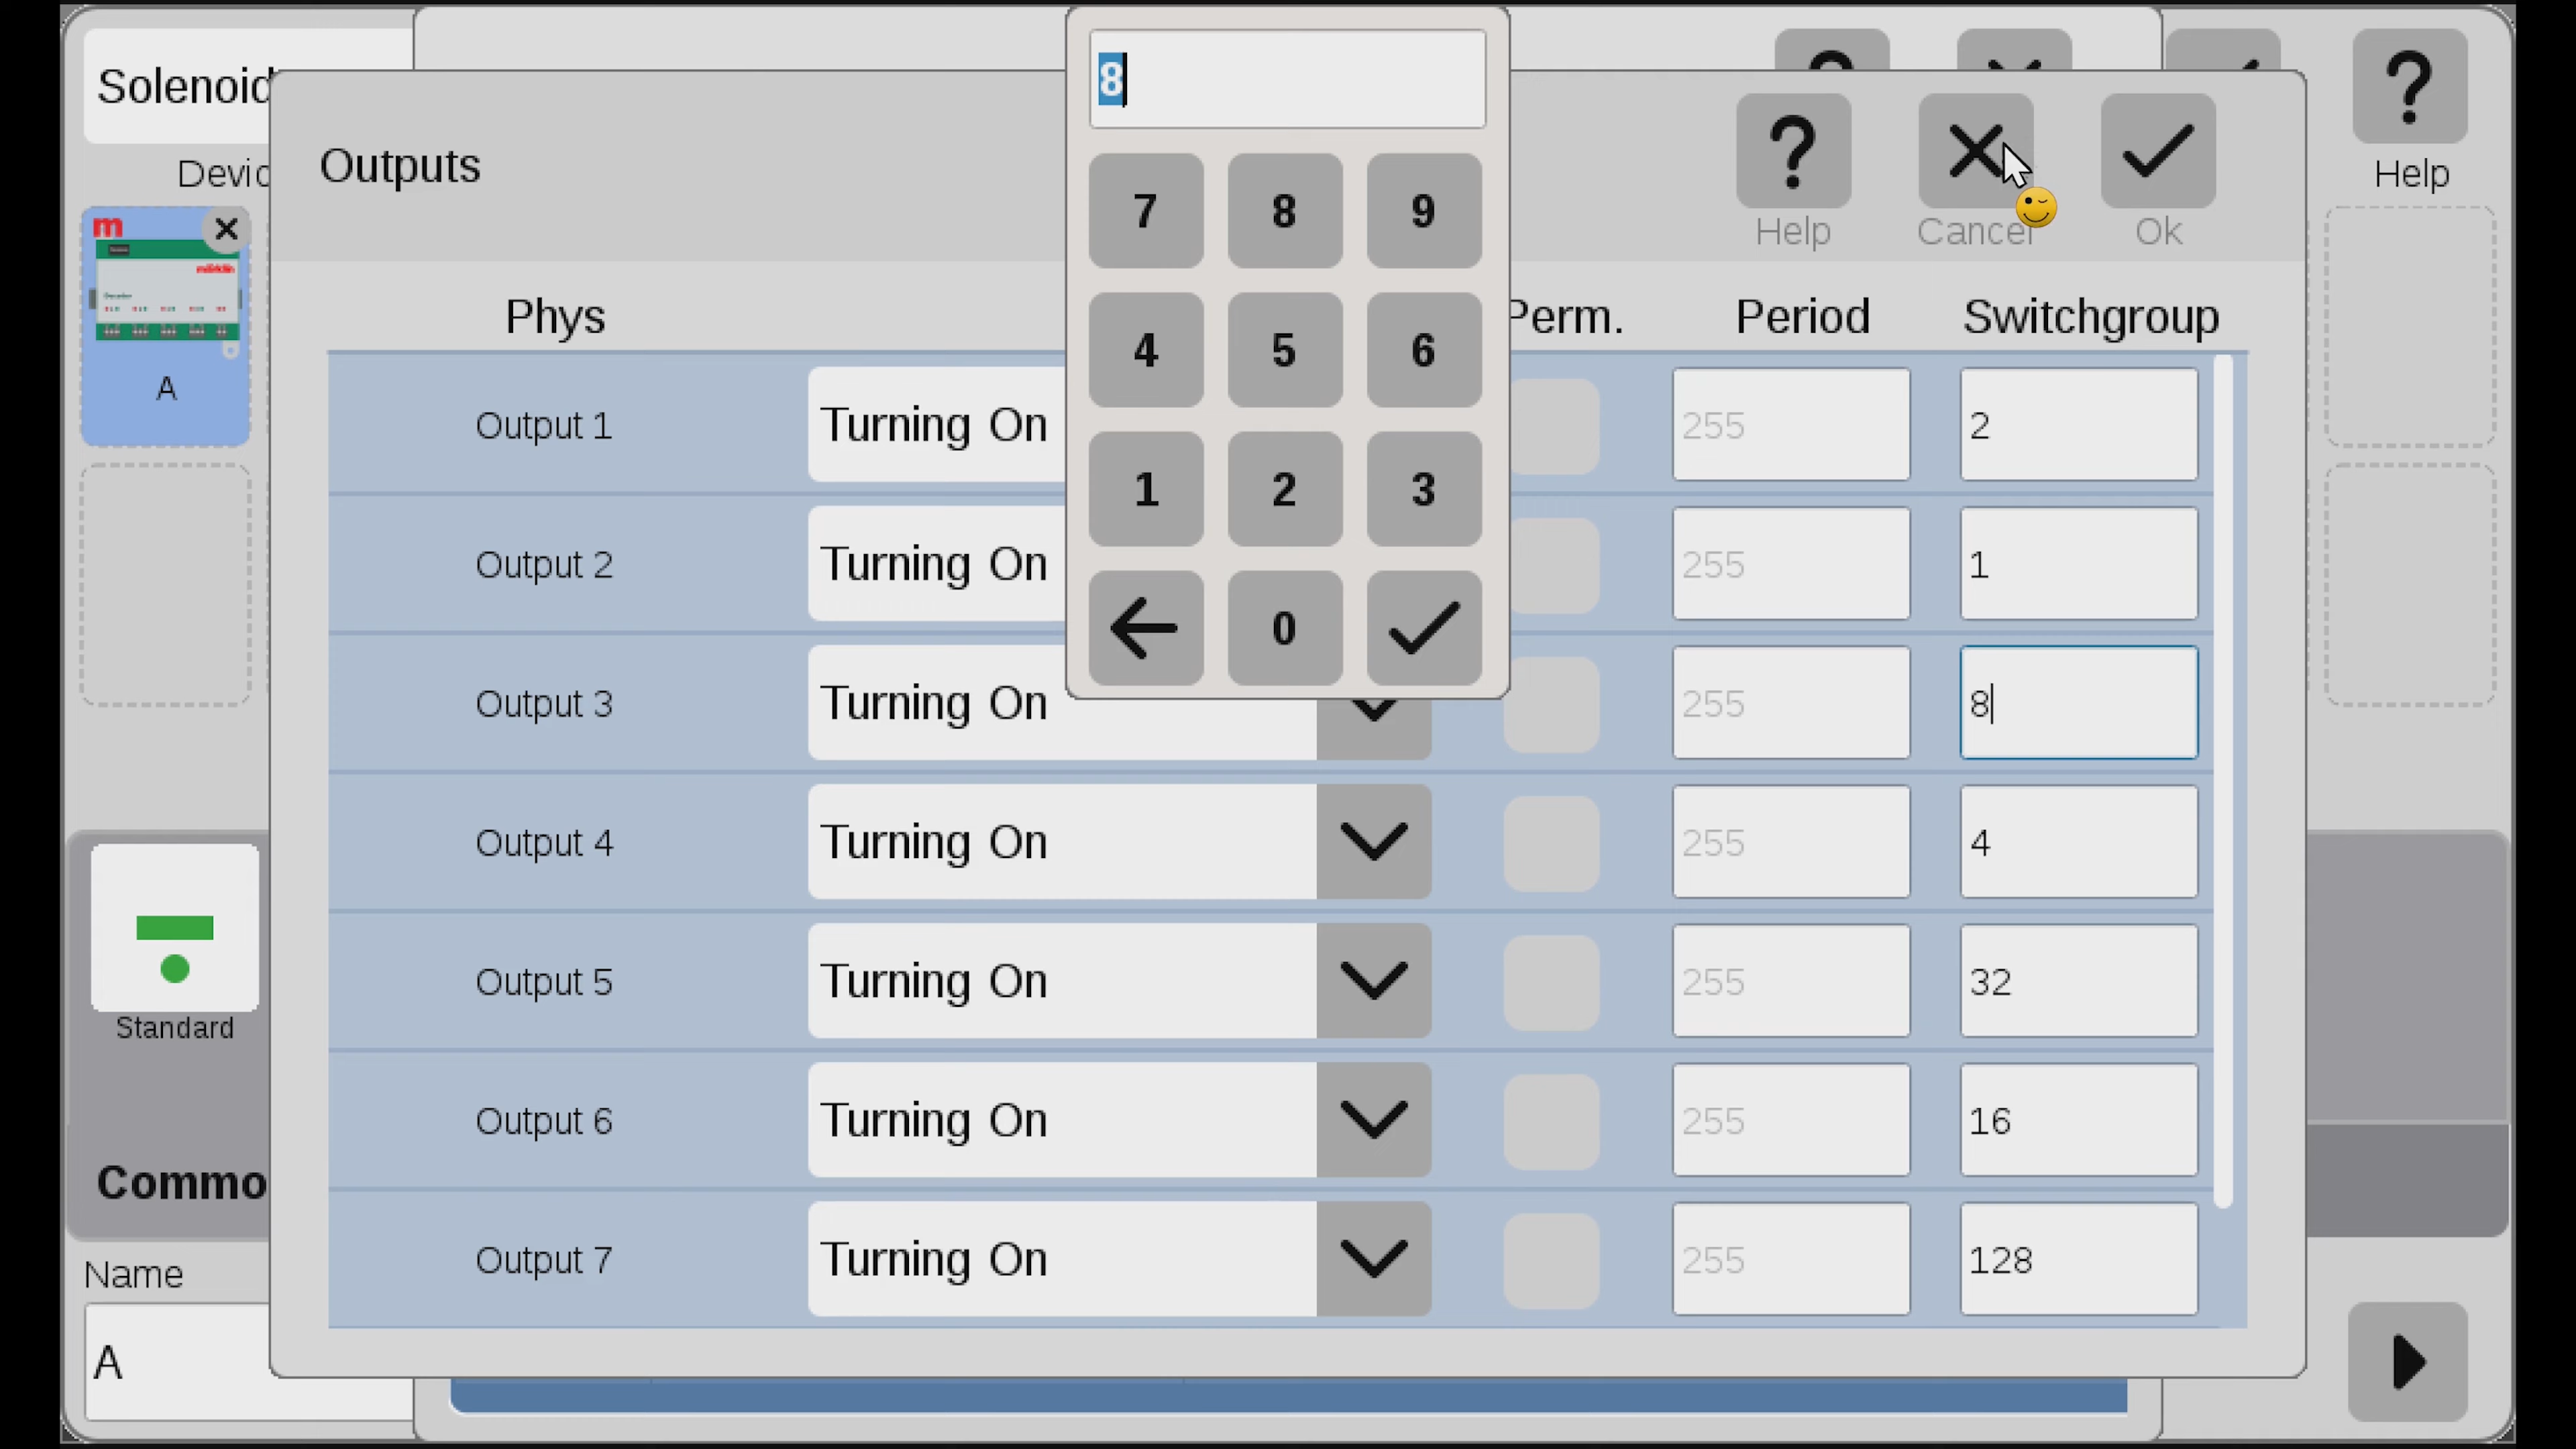 Solenoid
Devic
m
märklin
A
Standard
Commo
Name
A
Help
Outputs
Help
Cancel
Ok
8
7 8 9
4 5 6
1 2 3
0
Phys Perm. Period Switchgroup
Output 1 Turning On 255 2
Output 2 Turning On 255 1
Output 3 Turning On 255 8
Output 4 Turning On 255 4
Output 5 Turning On 255 32
Output 6 Turning On 255 16
Output 7 Turning On 255 128